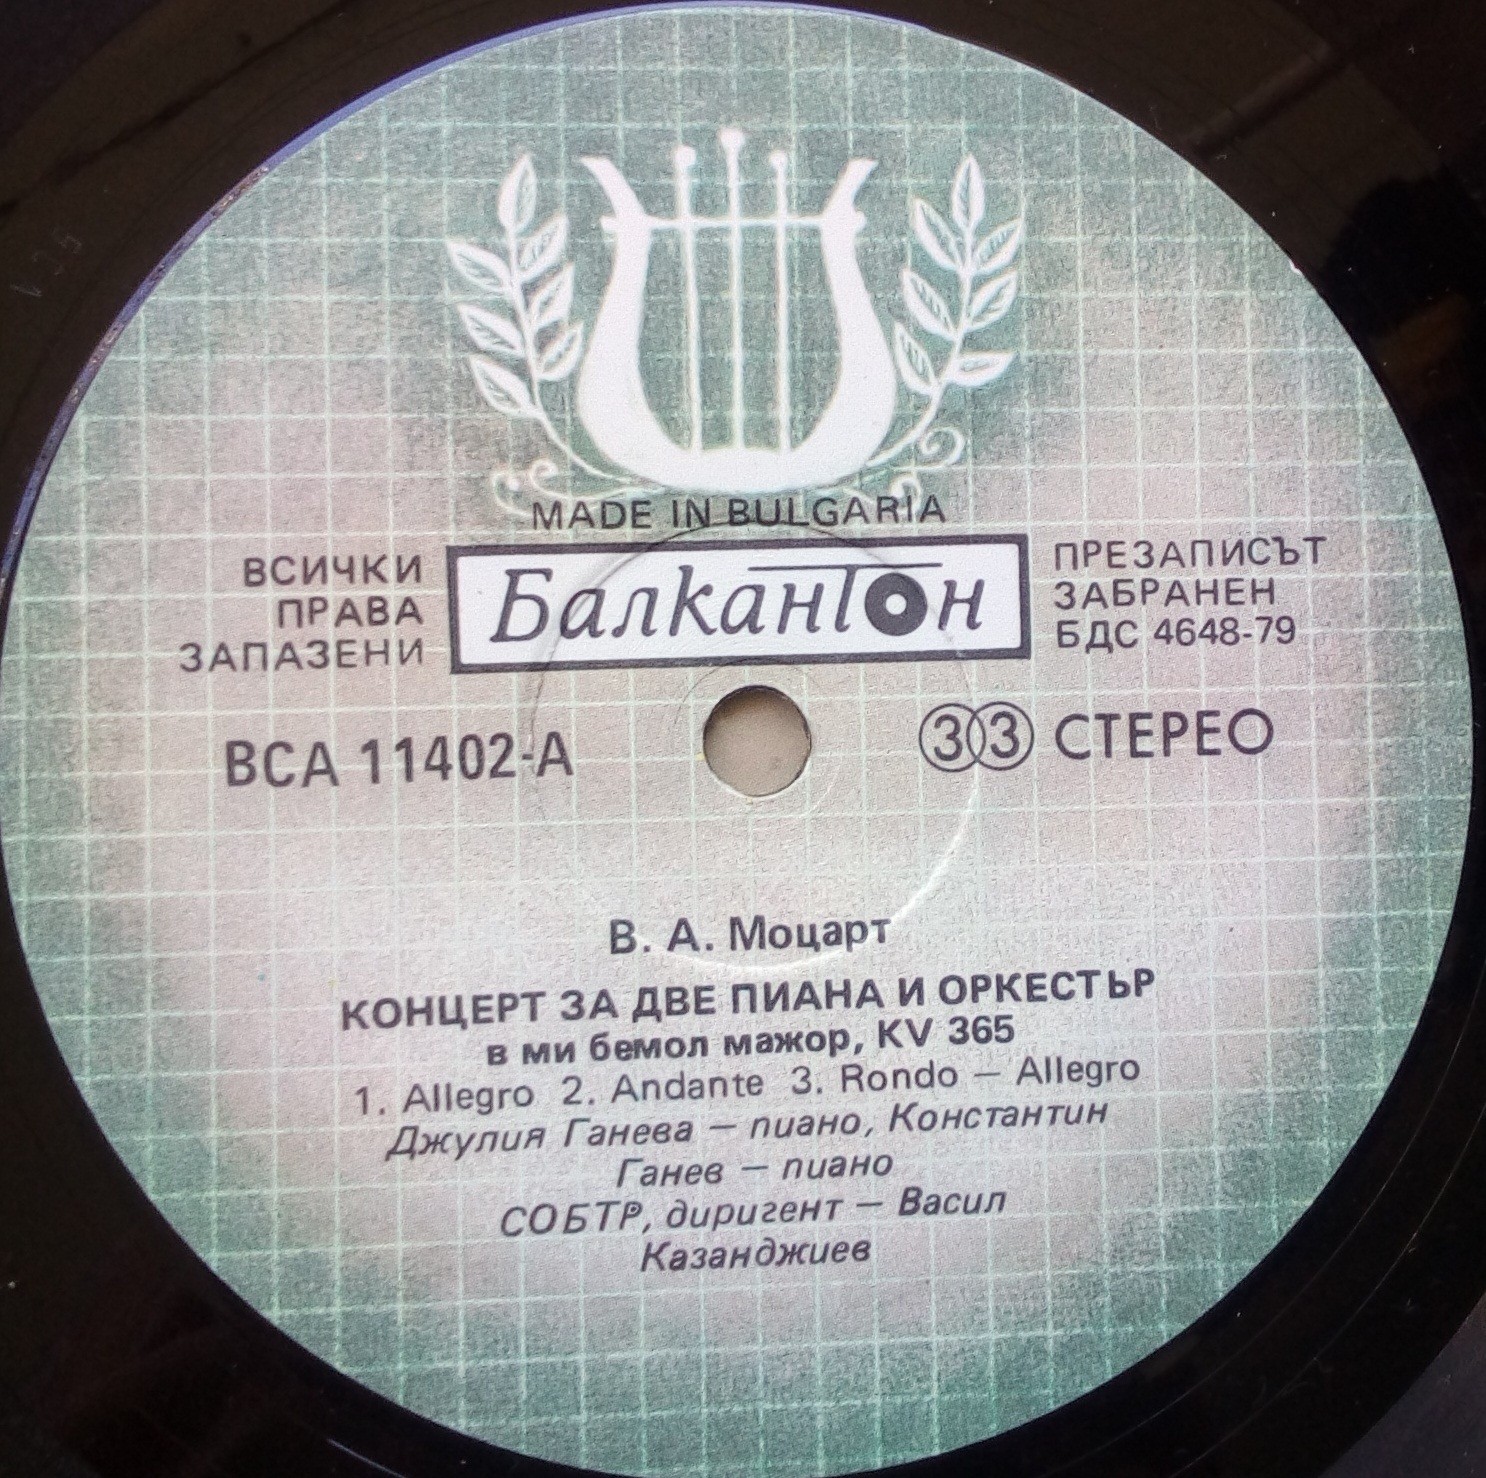 MADE IN BULGARIA
ВСИЧКИ
ПРАВА
ЗАПАЗЕНИ
Балкантон
ПРЕЗАПИСЪТ
ЗАБРАНЕН
БДС 4648-79
ВСА 11402-А
33 СТЕРЕО
В. А. Моцарт
КОНЦЕРТ ЗА ДВЕ ПИАНА И ОРКЕСТЪР
в ми бемол мажор, KV 365
1. Allegro 2. Andante 3. Rondo — Allegro
Джулия Ганева — пиано, Константин
Ганев — пиано
СОБТР, диригент — Васил
Казанджиев